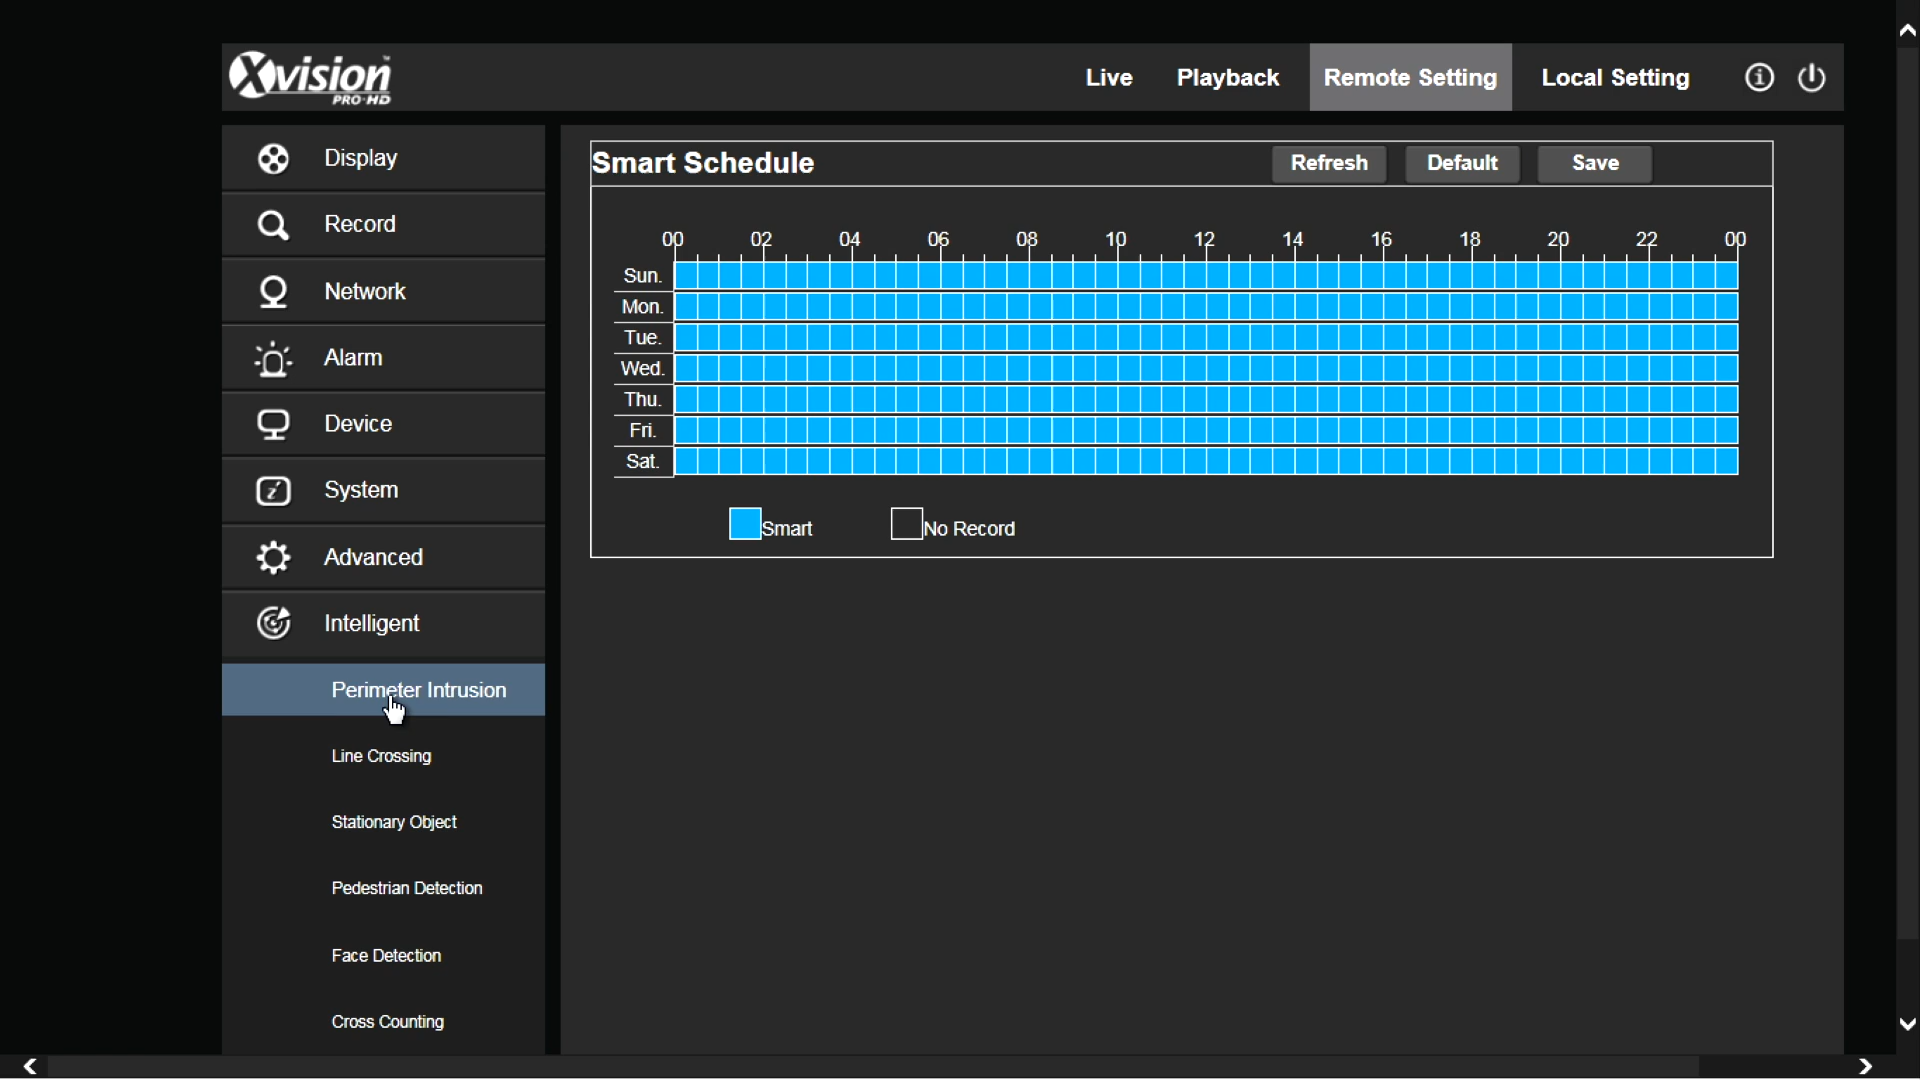 Xvision™
PRO-HD
Live Playback Remote Setting Local Setting
Display
Record
Network
Alarm
Device
System
Advanced
Intelligent
Perimeter Intrusion
Line Crossing
Stationary Object
Pedestrian Detection
Face Detection
Cross Counting
Smart Schedule Refresh Default Save
00 02 04 06 08 10 12 14 16 18 20 22 00
Sun.
Mon.
Tue.
Wed.
Thu.
Fri.
Sat.
Smart No Record